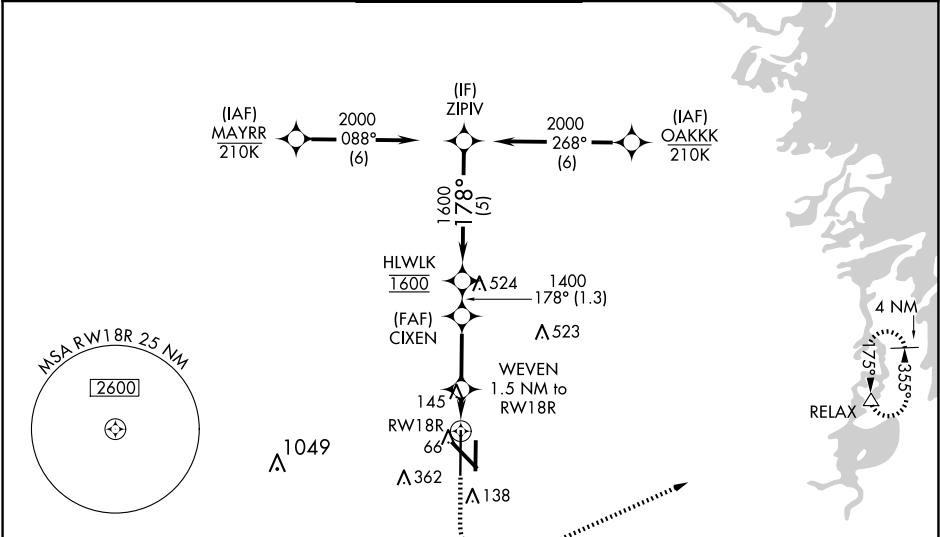 (IF)
ZIPIV
(IAF)
MAYRR
210K
2000
088°
(6)
2000
268°
(6)
(IAF)
OAKKK
210K
1600
178°
(5)
HLWLK
1600
524
1400
178° (1.3)
(FAF)
CIXEN
523
4 NM
175°
355°
RELAX
MSA RW18R 25 NM
2600
WEVEN
1.5 NM to
RW18R
145
RW18R
66
1049
362
138